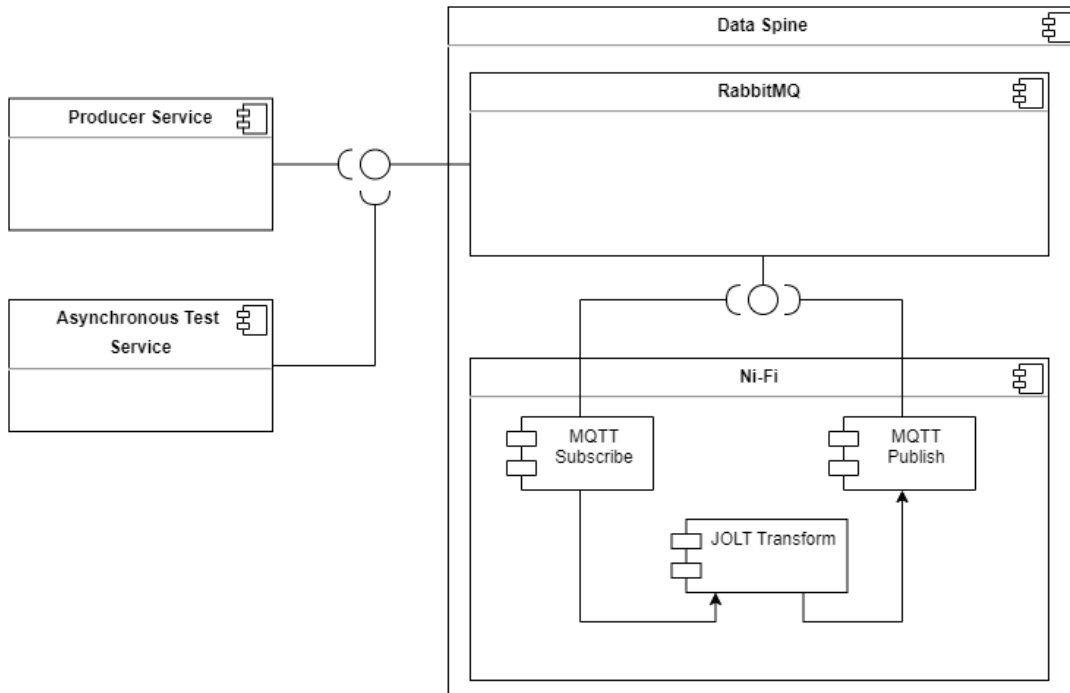 Data Spine
RabbitMQ
Producer Service
Asynchronous Test
Service
Ni-Fi
MQTT
Subscribe
MQTT
Publish
JOLT Transform